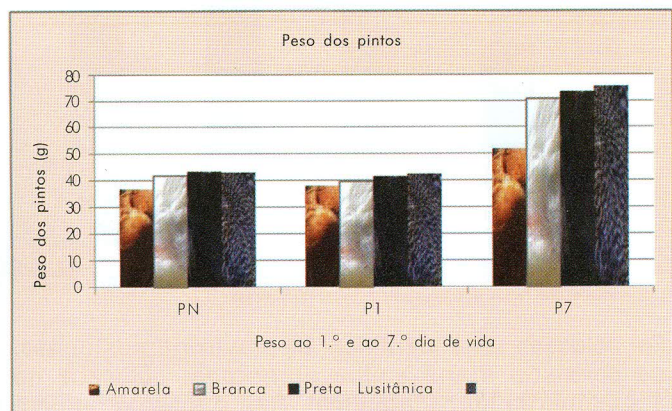 Peso dos pintos
Peso dos pintos (g)
80
70
60
50
40
30
20
10
0
PN P1 P7
Peso ao 1.º e ao 7.º dia de vida
Amarela Branca Preta Lusitânica